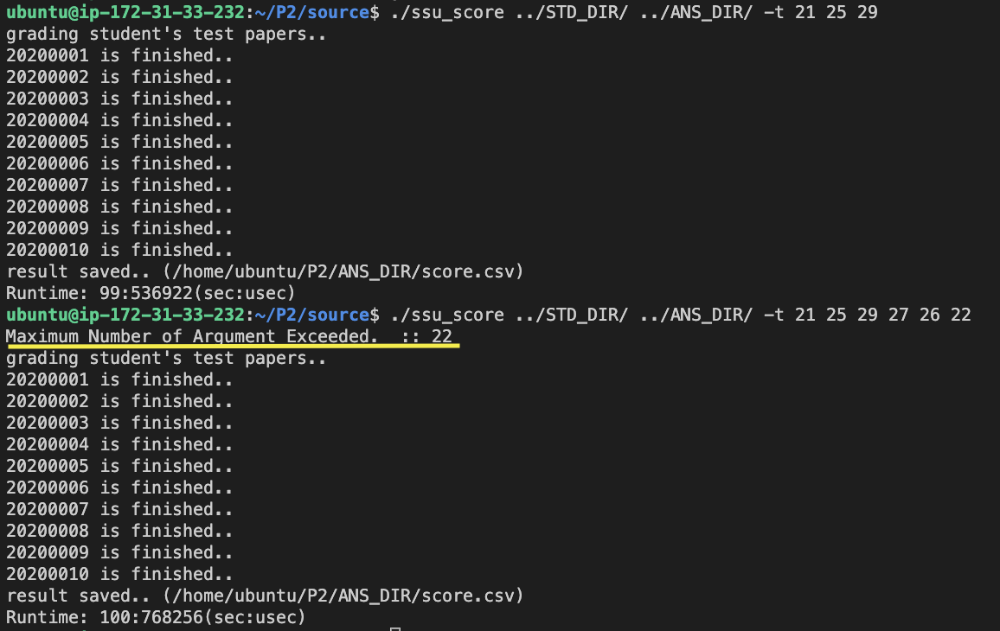 ubuntu@ip-172-31-33-232:~/P2/source$ ./ssu_score ../STD_DIR/ ../ANS_DIR/ -t 21 25 29
grading student's test papers..
20200001 is finished..
20200002 is finished..
20200003 is finished..
20200004 is finished..
20200005 is finished..
20200006 is finished..
20200007 is finished..
20200008 is finished..
20200009 is finished..
20200010 is finished..
result saved.. (/home/ubuntu/P2/ANS_DIR/score.csv)
Runtime: 99:536922(sec:usec)
ubuntu@ip-172-31-33-232:~/P2/source$ ./ssu_score ../STD_DIR/ ../ANS_DIR/ -t 21 25 29 27 26 22
Maximum Number of Argument Exceeded.  :: 22
grading student's test papers..
20200001 is finished..
20200002 is finished..
20200003 is finished..
20200004 is finished..
20200005 is finished..
20200006 is finished..
20200007 is finished..
20200008 is finished..
20200009 is finished..
20200010 is finished..
result saved.. (/home/ubuntu/P2/ANS_DIR/score.csv)
Runtime: 100:768256(sec:usec)